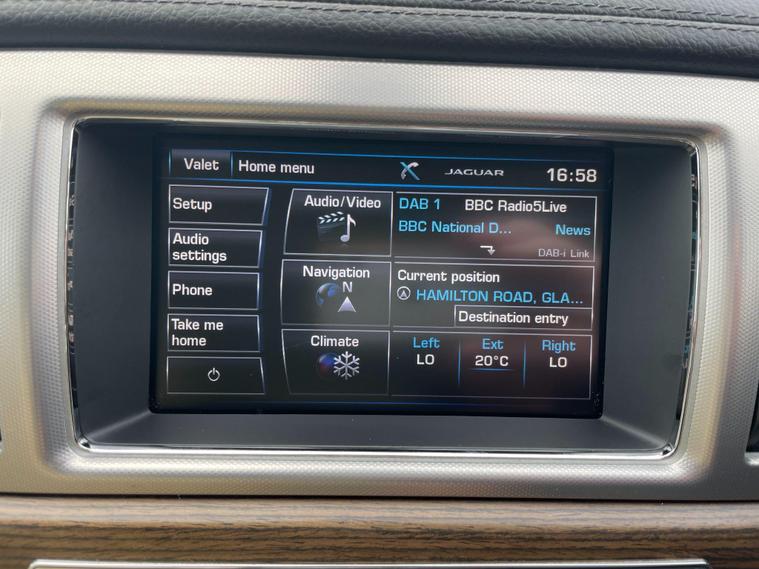 Valet
Home menu
JAGUAR
16:58
Setup
Audio
settings
Phone
Take me
home
Audio/Video
Navigation
N
Climate
DAB 1
BBC Radio5Live
BBC National D...
News
DAB-i Link
Current position
HAMILTON ROAD, GLA...
Destination entry
Left
LO
Ext
20°C
Right
LO